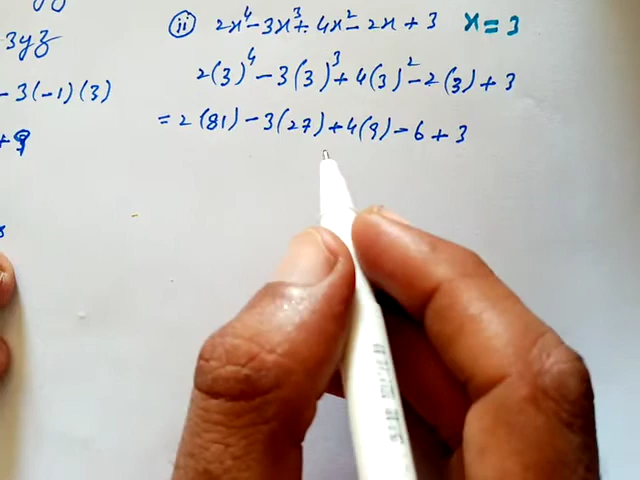 3yz
- 3(-1)(3)
+9
(ii) 2x⁴ - 3x³ + 4x² - 2x + 3 x = 3
2(3)⁴ - 3(3)³ + 4(3)² - 2(3) + 3
= 2(81) - 3(27) + 4(9) - 6 + 3